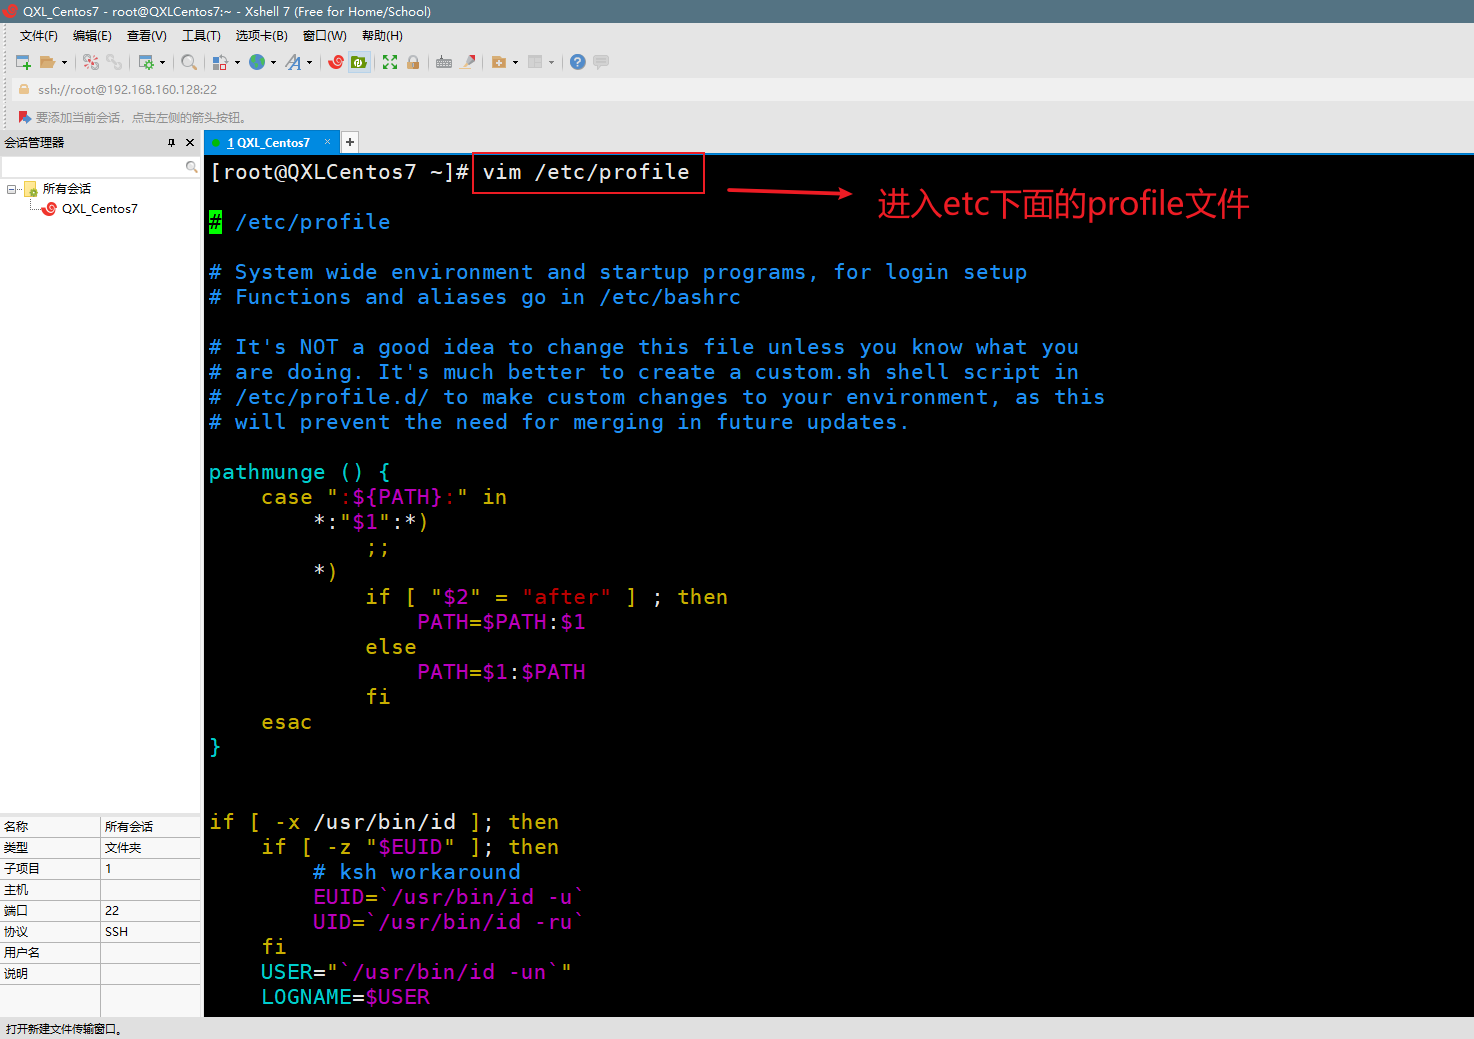 QXL_Centos7 - root@QXLCentos7:~ - Xshell 7 (Free for Home/School)
文件(F) 编辑(E) 查看(V) 工具(T) 选项卡(B) 窗口(W) 帮助(H)
ssh://root@192.168.160.128:22
要添加当前会话，点击左侧的箭头按钮。
会话管理器
所有会话
QXL_Centos7
名称 所有会话
类型 文件夹
子项目 1
主机
端口 22
协议 SSH
用户名
说明
1 QXL_Centos7
[root@QXLCentos7 ~]# vim /etc/profile
进入etc下面的profile文件
# /etc/profile
# System wide environment and startup programs, for login setup
# Functions and aliases go in /etc/bashrc
# It's NOT a good idea to change this file unless you know what you
# are doing. It's much better to create a custom.sh shell script in
# /etc/profile.d/ to make custom changes to your environment, as this
# will prevent the need for merging in future updates.
pathmunge () {
    case ":${PATH}:" in
        *:"$1":*)
            ;;
        *)
            if [ "$2" = "after" ] ; then
                PATH=$PATH:$1
            else
                PATH=$1:$PATH
            fi
    esac
}
if [ -x /usr/bin/id ]; then
    if [ -z "$EUID" ]; then
        # ksh workaround
        EUID=`/usr/bin/id -u`
        UID=`/usr/bin/id -ru`
    fi
    USER="`/usr/bin/id -un`"
    LOGNAME=$USER
打开新建文件传输窗口。